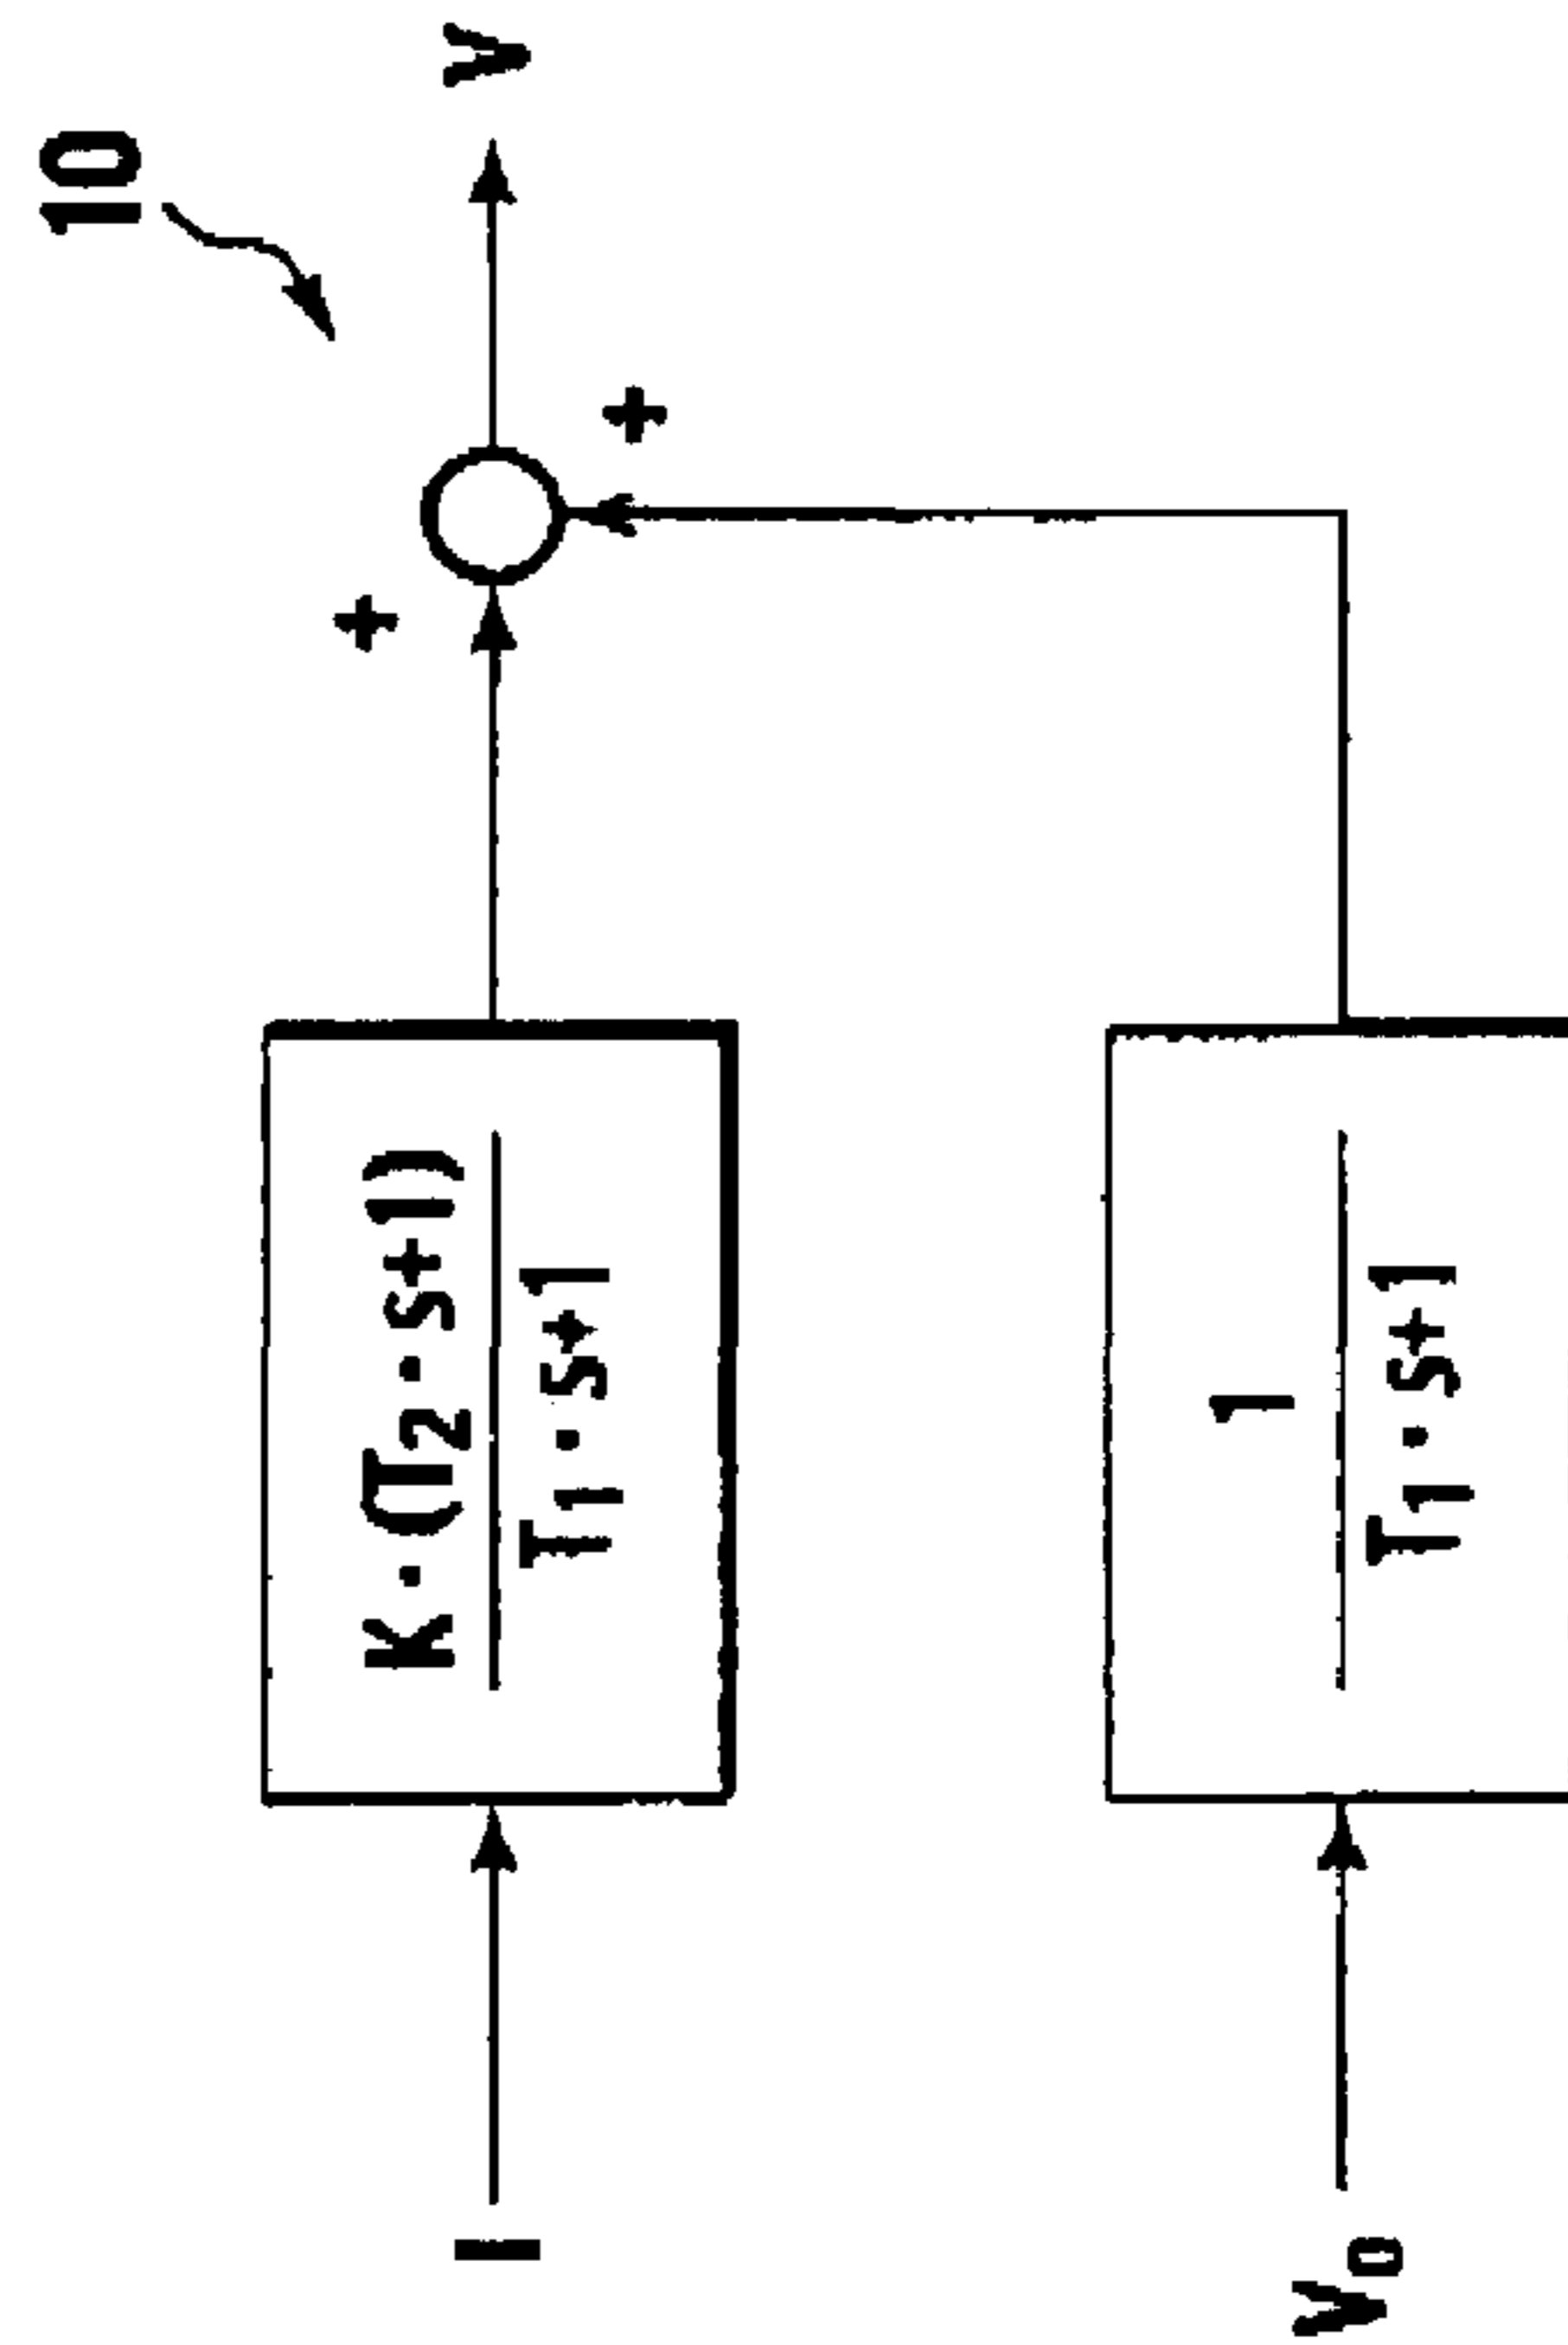 10
+
K·(T₂·s+1)
I
V
T₁·s+1
+
1
V₀
T₁·s+1